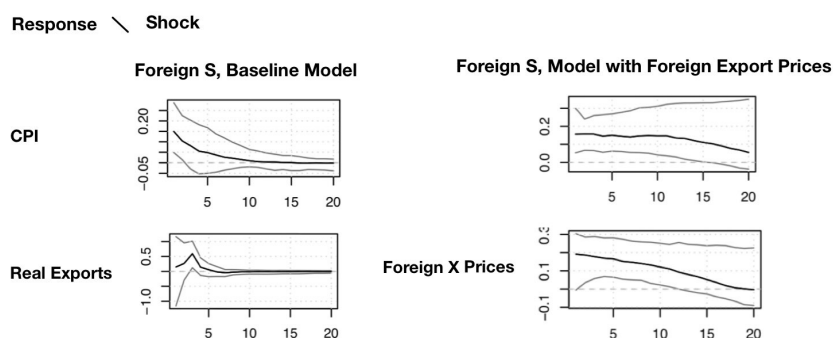 Response \ Shock
Foreign S, Baseline Model
Foreign S, Model with Foreign Export Prices
CPI
0.20
-0.05
5 10 15 20
0.2
0.0
5 10 15 20
Real Exports
0.5
-1.0
5 10 15 20
Foreign X Prices
0.1
-0.1
5 10 15 20